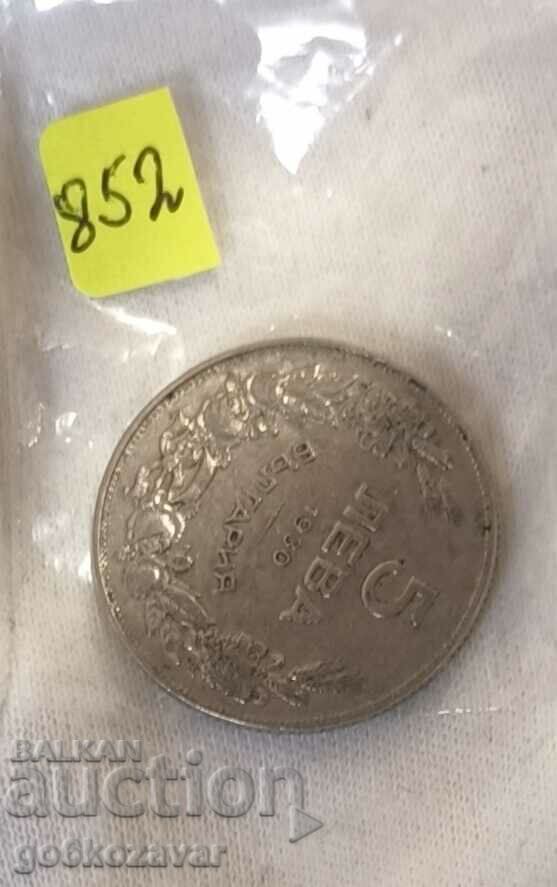 852
5
ЛЕВА
1930
БЪЛГАРИЯ
BALKAN
auction
go6kozavar